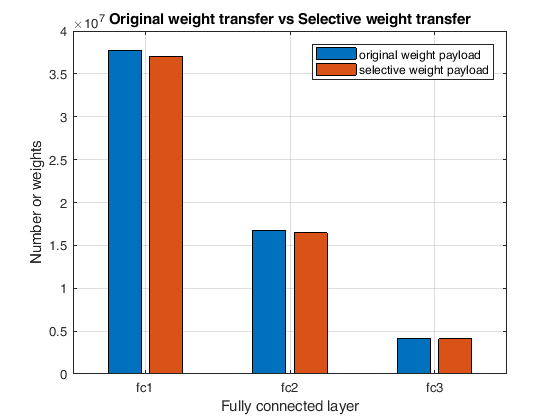 ×10^7
Original weight transfer vs Selective weight transfer
original weight payload
selective weight payload
4
3.5
3
2.5
2
1.5
1
0.5
0
Number or weights
fc1 fc2 fc3
Fully connected layer